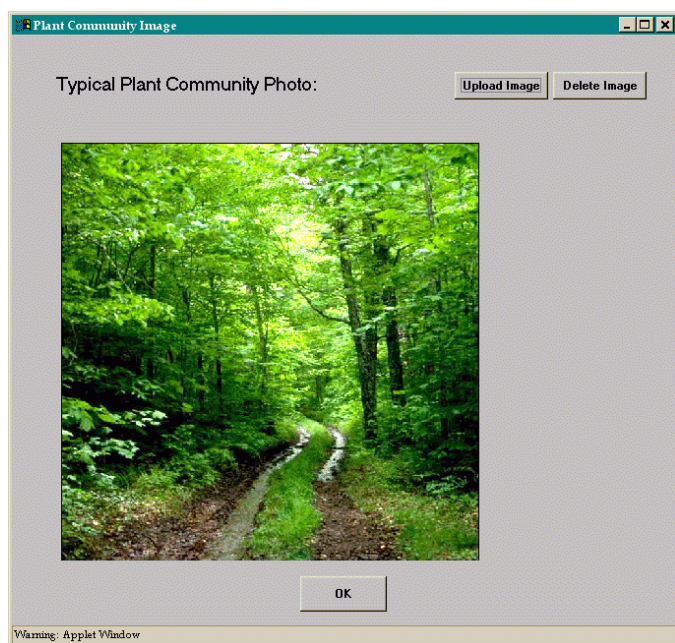 Plant Community Image
Typical Plant Community Photo:
Upload Image
Delete Image
OK
Warning: Applet Window